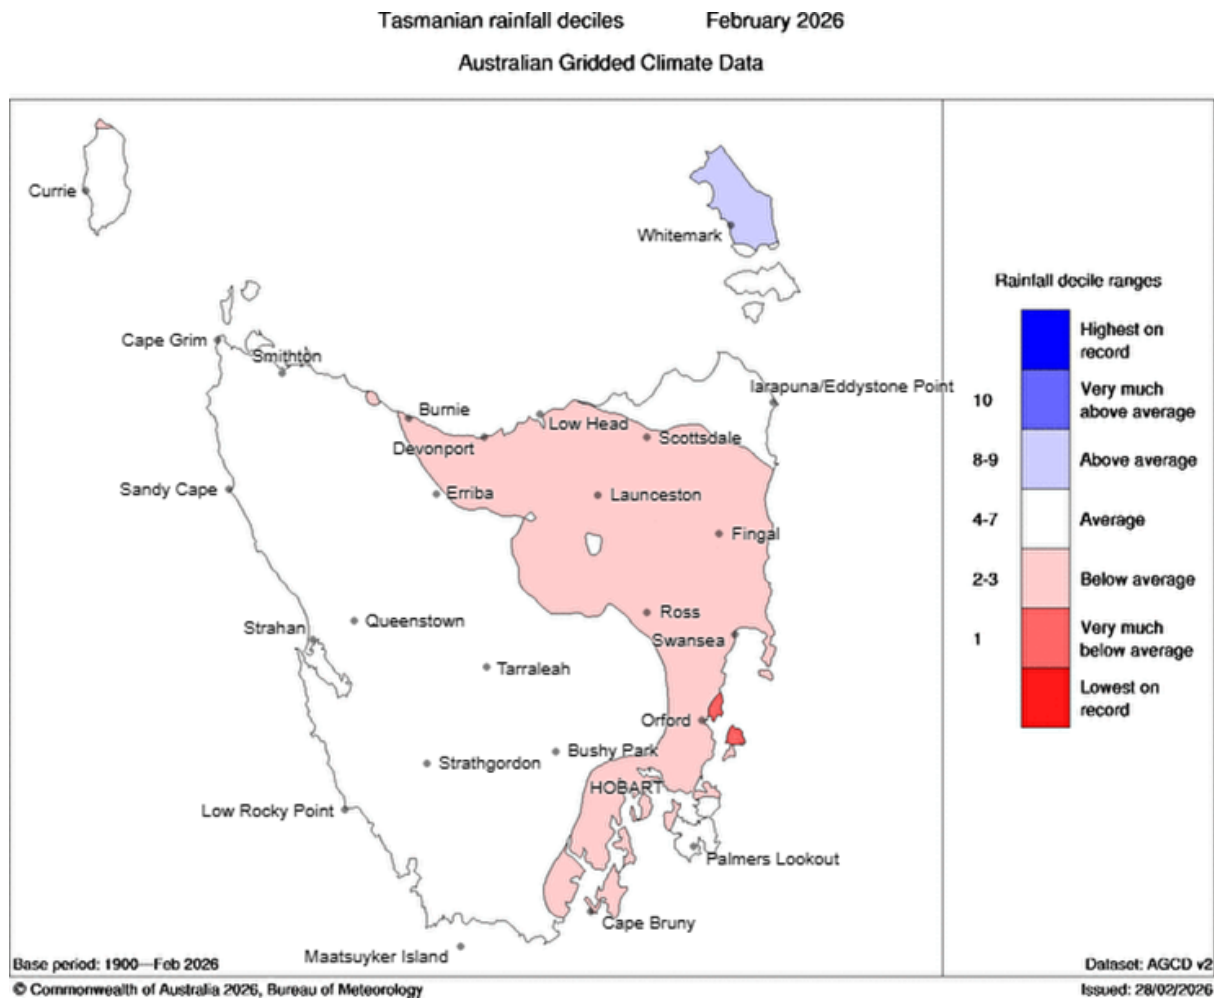 Tasmanian rainfall deciles February 2026
Australian Gridded Climate Data
Currie
Whitemark
Cape Grim
Smithton
Iarapuna/Eddystone Point
Burnie
Low Head
Devonport
Scottsdale
Sandy Cape
Erriba
Launceston
Fingal
Ross
Queenstown
Strahan
Swansea
Tarraleah
Orford
Bushy Park
Strathgordon
HOBART
Low Rocky Point
Palmers Lookout
Cape Bruny
Maatsuyker Island
Rainfall decile ranges
Highest on
record
10 Very much
above average
8-9 Above average
4-7 Average
2-3 Below average
1 Very much
below average
Lowest on
record
Base period: 1900—Feb 2026
Dataset: AGCD v2
© Commonwealth of Australia 2026, Bureau of Meteorology
Issued: 28/02/2026